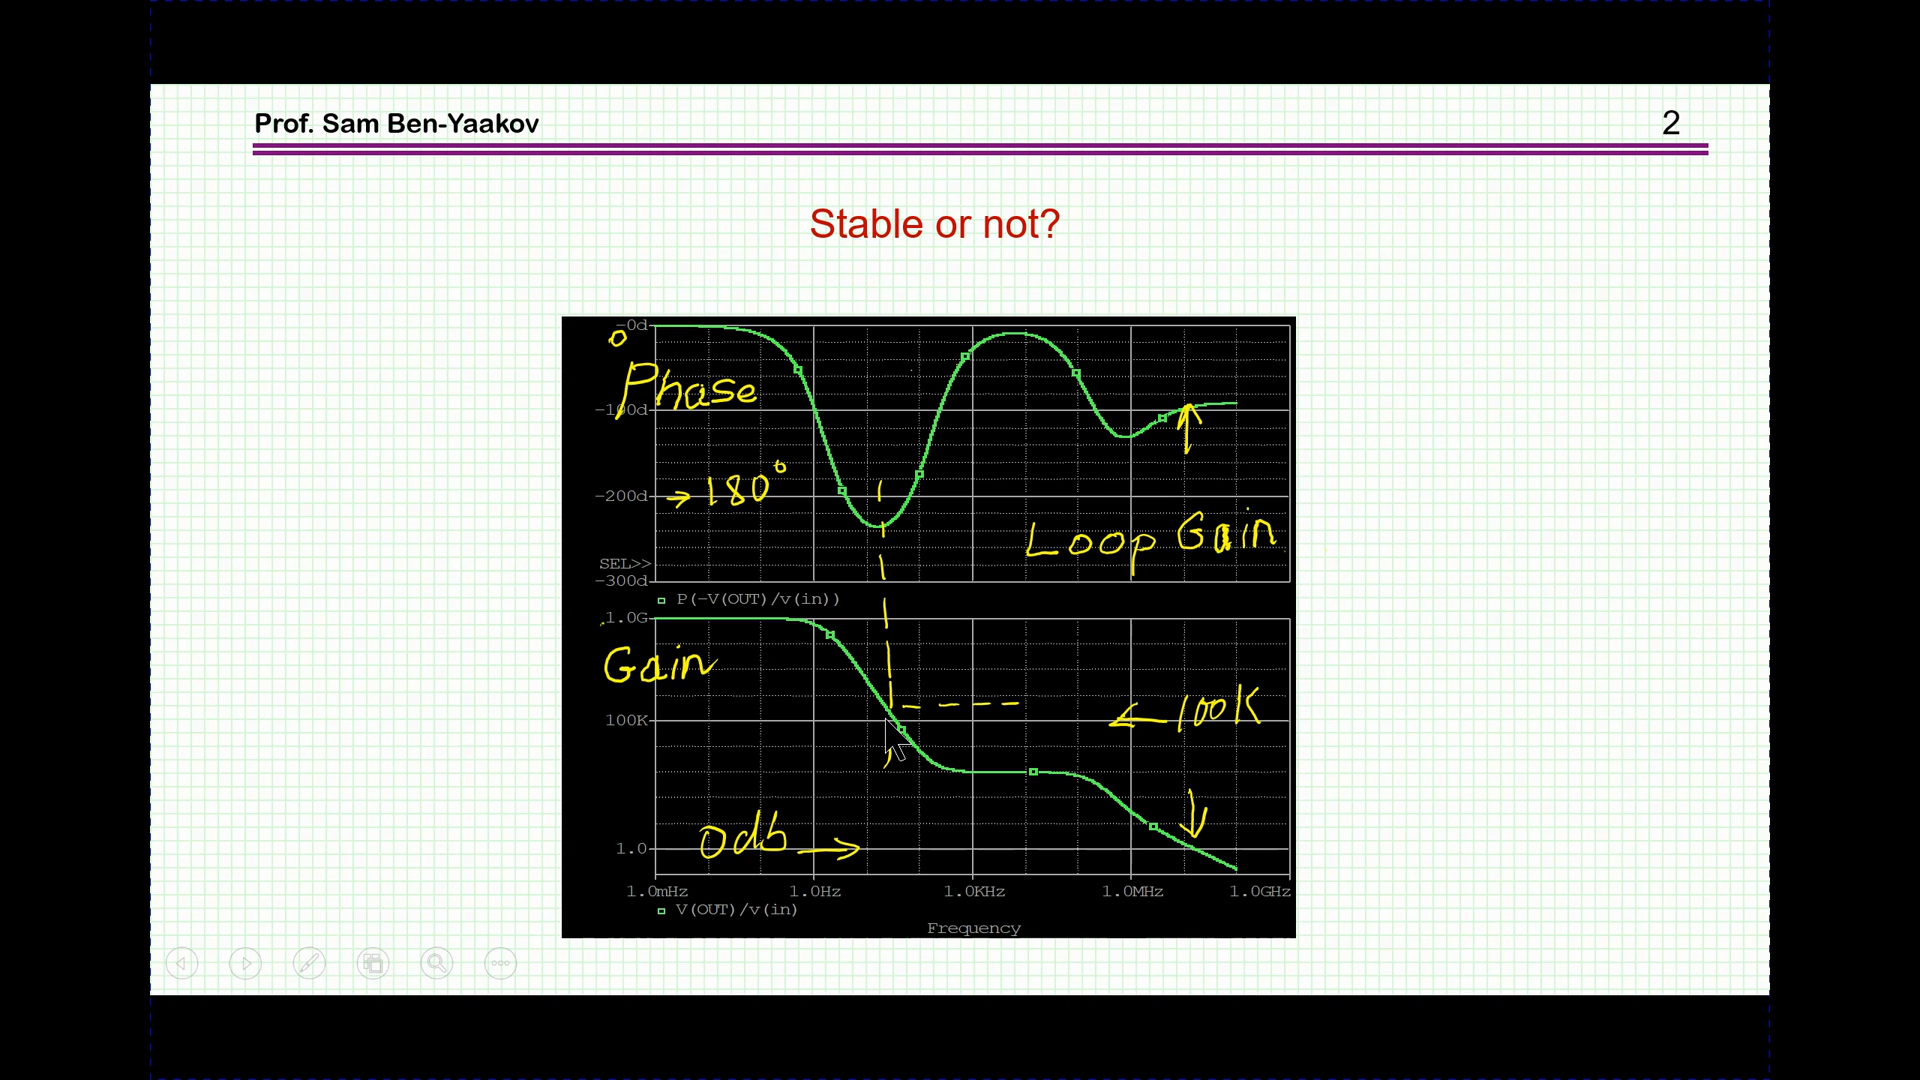 Prof. Sam Ben-Yaakov
2
Stable or not?
-0d
0
Phase
-100d
→ 180°
-200d
Loop Gain
SEL>>
-300d
P(-V(OUT)/v(in))
1.0G
Gain
100K
← 100K
0db →
1.0
1.0mHz 1.0Hz 1.0KHz 1.0MHz 1.0GHz
V(OUT)/v(in)
Frequency